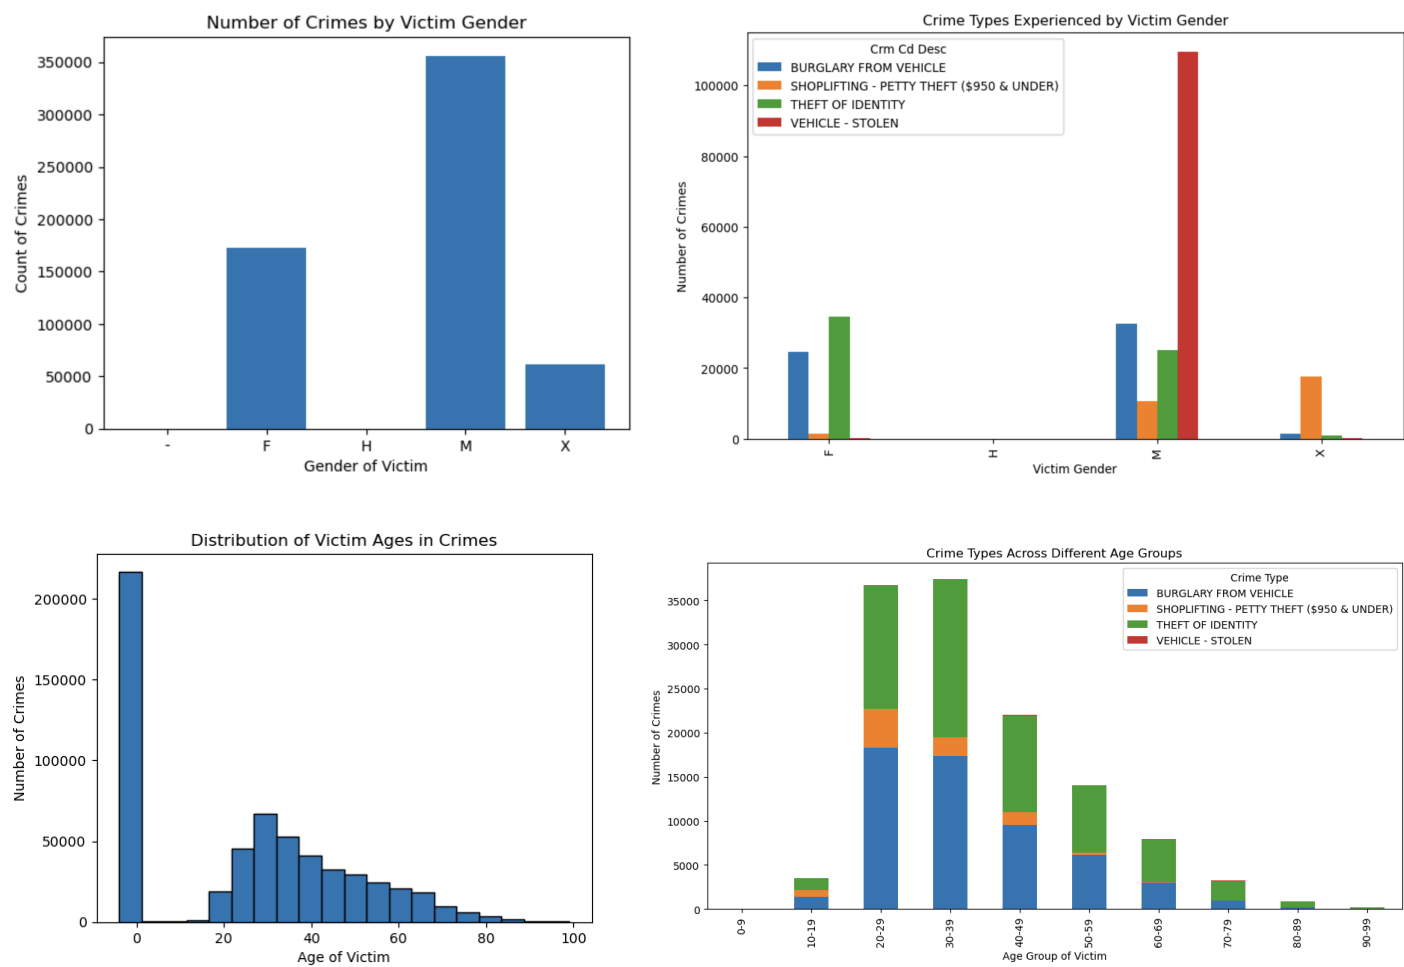 Number of Crimes by Victim Gender
350000
300000
250000
200000
150000
100000
50000
0
Count of Crimes
- F H M X
Gender of Victim
Crime Types Experienced by Victim Gender
Crm Cd Desc
BURGLARY FROM VEHICLE
SHOPLIFTING - PETTY THEFT ($950 & UNDER)
THEFT OF IDENTITY
VEHICLE - STOLEN
100000
80000
60000
40000
20000
0
Number of Crimes
F H M X
Victim Gender
Distribution of Victim Ages in Crimes
200000
150000
100000
50000
0
Number of Crimes
0 20 40 60 80 100
Age of Victim
Crime Types Across Different Age Groups
Crime Type
BURGLARY FROM VEHICLE
SHOPLIFTING - PETTY THEFT ($950 & UNDER)
THEFT OF IDENTITY
VEHICLE - STOLEN
35000
30000
25000
20000
15000
10000
5000
0
Number of Crimes
0-9 10-19 20-29 30-39 40-49 50-59 60-69 70-79 80-89 90-99
Age Group of Victim